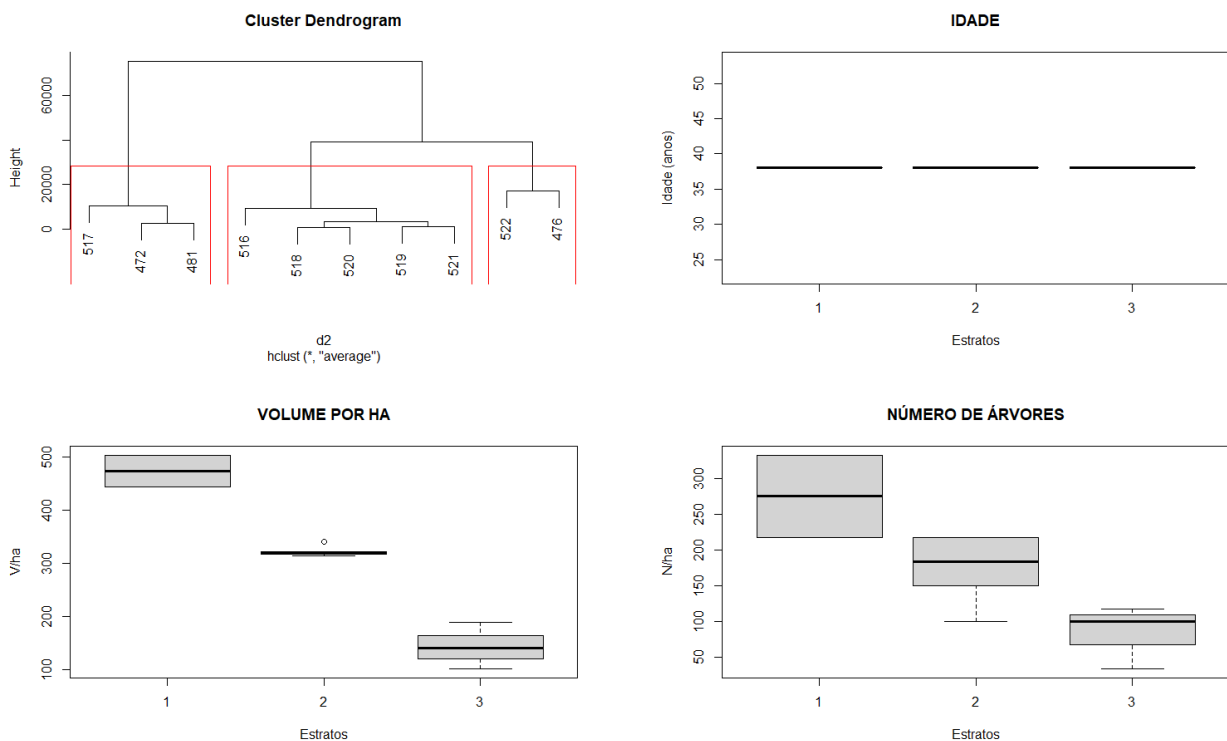 Cluster Dendrogram
Height
0
20000
60000
517
472
481
516
518
520
519
521
522
476
d2
hclust (*, "average")
IDADE
Idade (anos)
25
30
35
40
45
50
1 2 3
Estratos
VOLUME POR HA
V/ha
100
200
300
400
500
1 2 3
Estratos
NÚMERO DE ÁRVORES
N/ha
50
100
150
200
250
300
1 2 3
Estratos